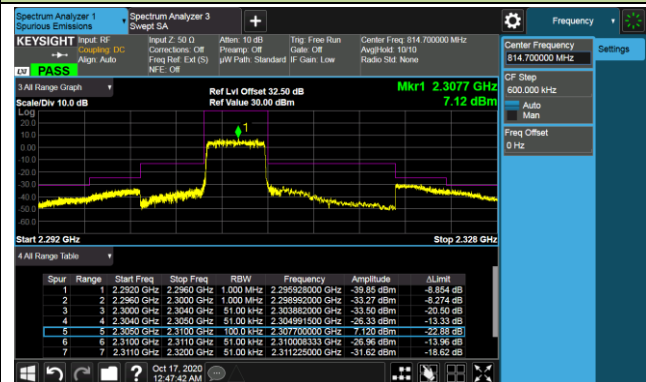 Spectrum Analyzer 1
Spurious Emissions
Spectrum Analyzer 3
Swept SA
Frequency
KEYSIGHT
Input: RF
Coupling: DC
Align: Auto
Input Z: 50 Ω
Corrections: Off
Freq Ref: Ext (S)
NFE: Off
Atten: 10 dB
Preamp: Off
µW Path: Standard
Trig: Free Run
Gate: Off
IF Gain: Low
Center Freq: 814.700000 MHz
Avg|Hold: 10/10
Radio Std: None
LXI
PASS
Center Frequency
814.700000 MHz
Settings
CF Step
600.000 kHz
Auto
Man
Freq Offset
0 Hz
3 All Range Graph
Scale/Div 10.0 dB
Ref Lvl Offset 32.50 dB
Ref Value 30.00 dBm
Mkr1 2.3077 GHz
7.12 dBm
Log
20.0
10.0
0.00
-10.0
-20.0
-30.0
-40.0
-50.0
-60.0
1
Start 2.292 GHz
Stop 2.328 GHz
4 All Range Table
Spur Range Start Freq Stop Freq RBW Frequency Amplitude ΔLimit
1 1 2.2920 GHz 2.2960 GHz 1.000 MHz 2.295928000 GHz -39.85 dBm -8.854 dB
2 2 2.2960 GHz 2.3000 GHz 1.000 MHz 2.298992000 GHz -33.27 dBm -8.274 dB
3 3 2.3000 GHz 2.3040 GHz 51.00 kHz 2.303882000 GHz -33.50 dBm -20.50 dB
4 4 2.3040 GHz 2.3050 GHz 51.00 kHz 2.304991500 GHz -26.33 dBm -13.33 dB
5 5 2.3050 GHz 2.3100 GHz 100.0 kHz 2.307700000 GHz 7.120 dBm -22.88 dB
6 6 2.3100 GHz 2.3110 GHz 51.00 kHz 2.310008333 GHz -26.96 dBm -13.96 dB
7 7 2.3110 GHz 2.3200 GHz 51.00 kHz 2.311225000 GHz -31.62 dBm -18.62 dB
Oct 17, 2020
12:47:42 AM